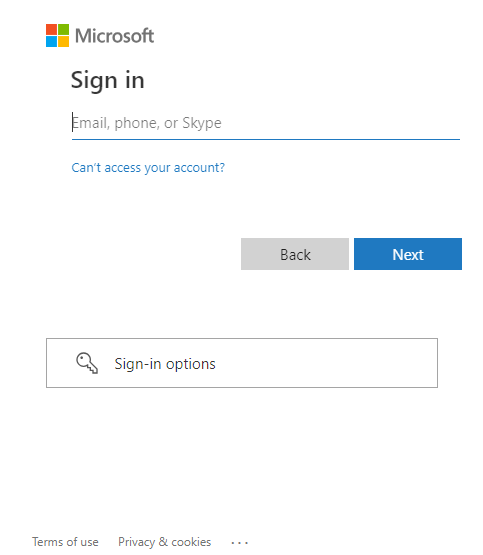 Microsoft
Sign in
Email, phone, or Skype
Can't access your account?
Back Next
Sign-in options
Terms of use Privacy & cookies ...